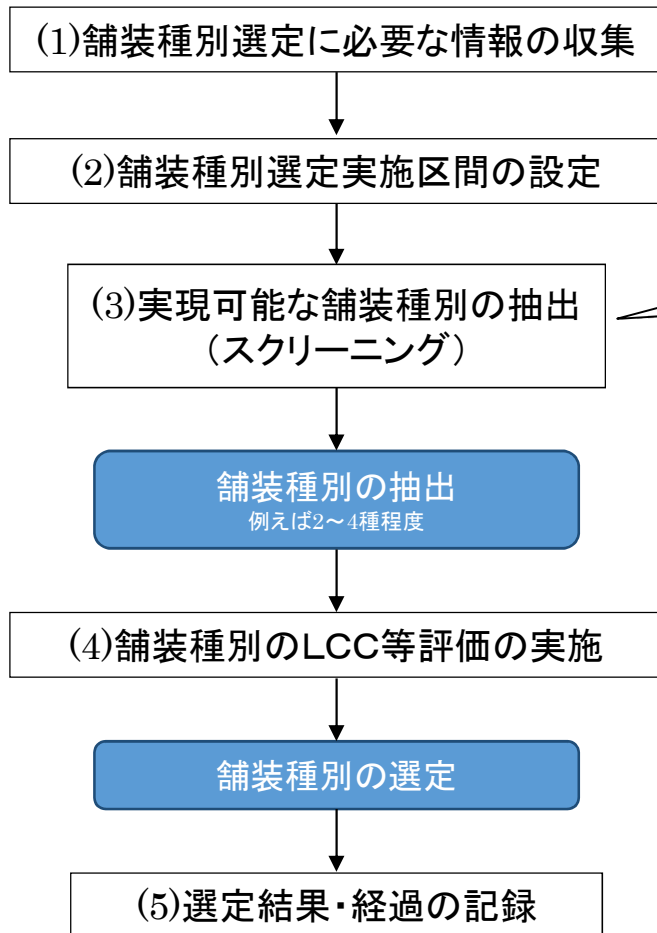 (1)舗装種別選定に必要な情報の収集
(2)舗装種別選定実施区間の設定
(3)実現可能な舗装種別の抽出
（スクリーニング）
舗装種別の抽出
例えば2～4種程度
(4)舗装種別のＬＣＣ等評価の実施
舗装種別の選定
(5)選定結果・経過の記録